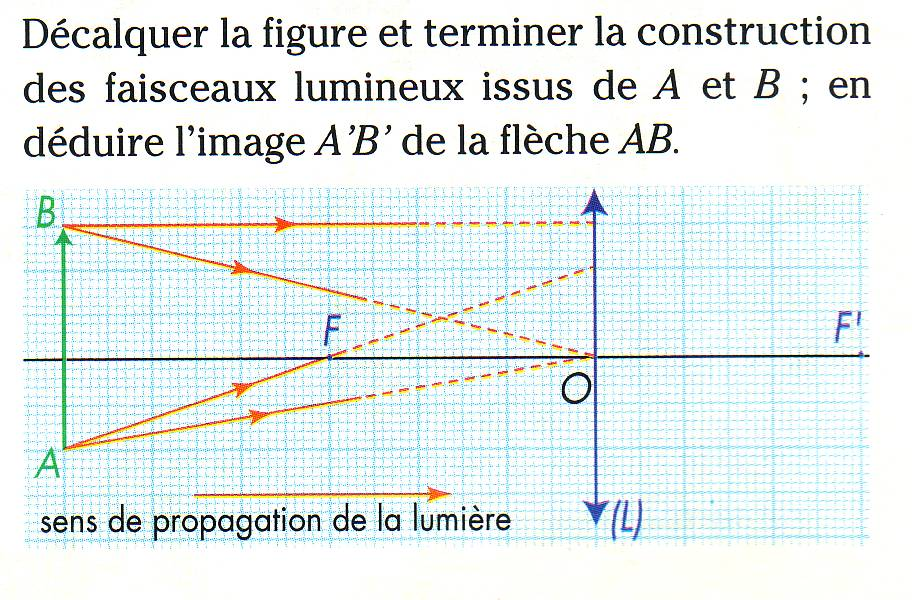 Décalquer la figure et terminer la construction
des faisceaux lumineux issus de A et B ; en
déduire l'image A'B' de la flèche AB.
B
F
F'
O
A
sens de propagation de la lumière
(L)